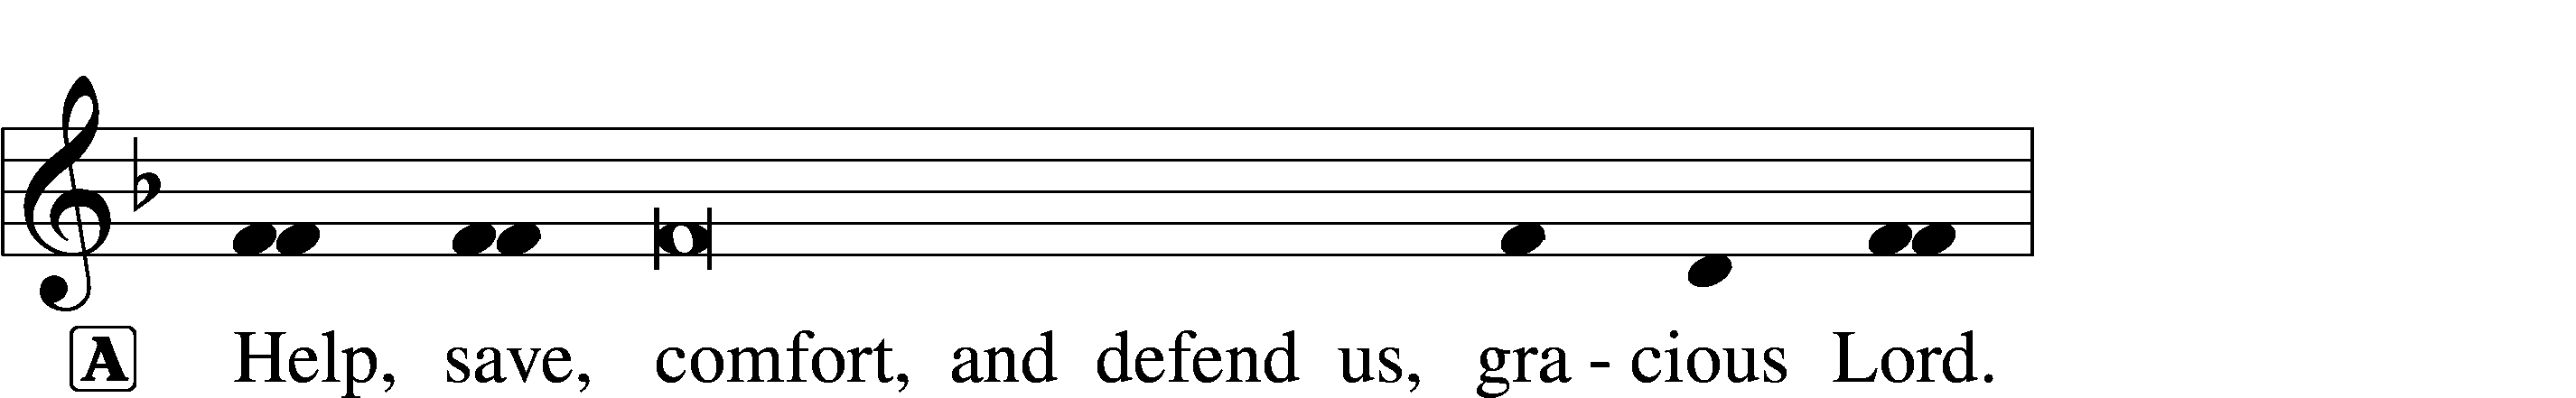 A Help, save, comfort, and defend us, gra - cious Lord.